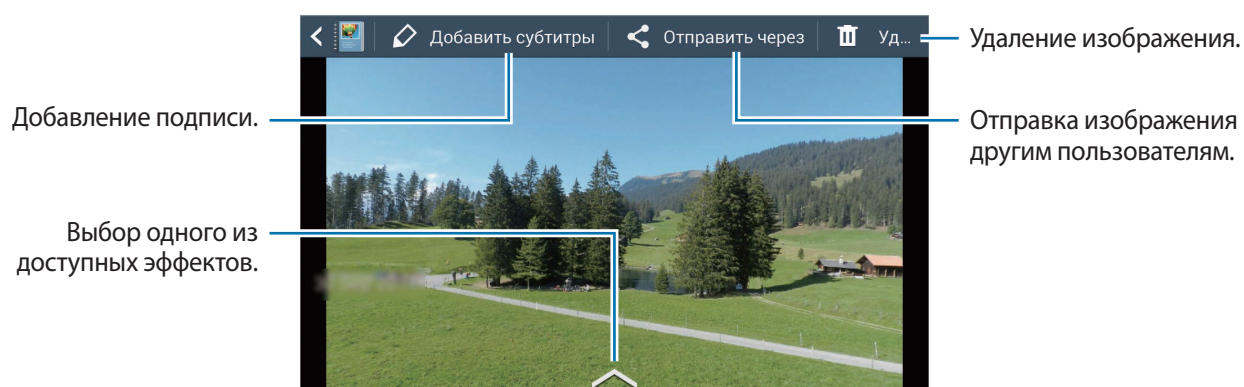 Добавить субтитры
Отправить через
Уд...
Удаление изображения.
Добавление подписи.
Отправка изображения
другим пользователям.
Выбор одного из
доступных эффектов.